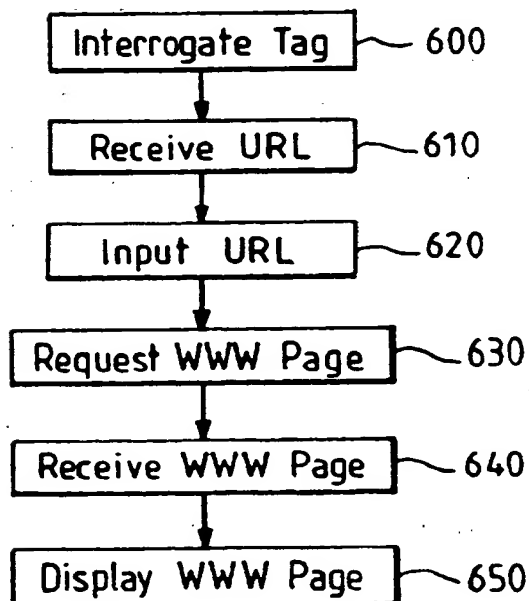 Interrogate Tag 600
Receive URL 610
Input URL 620
Request WWW Page 630
Receive WWW Page 640
Display WWW Page 650